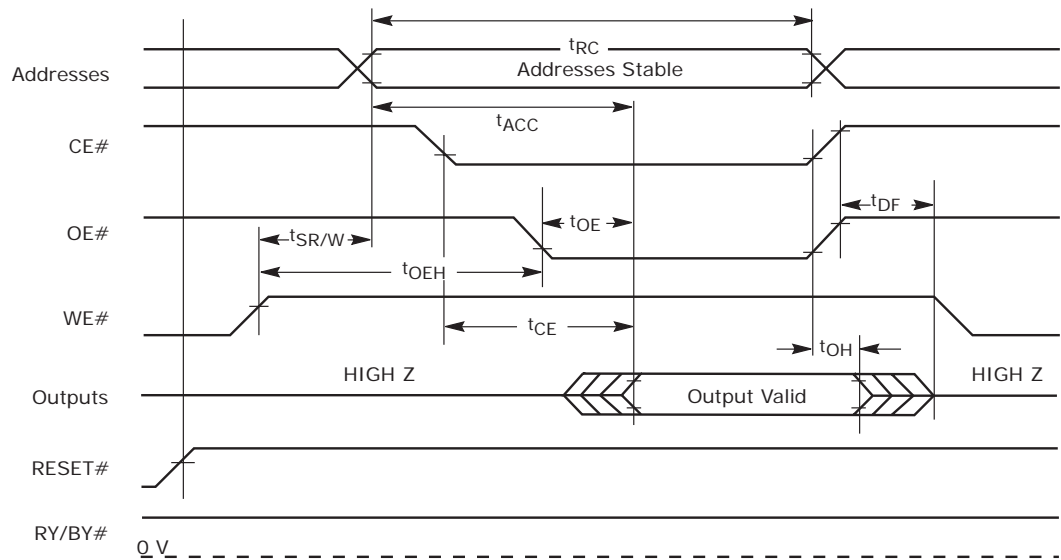 tRC
Addresses
Addresses Stable
tACC
CE#
tDF
tOE
OE#
tSR/W
tOEH
WE#
tCE
tOH
HIGH Z
HIGH Z
Outputs
Output Valid
RESET#
RY/BY#
0 V